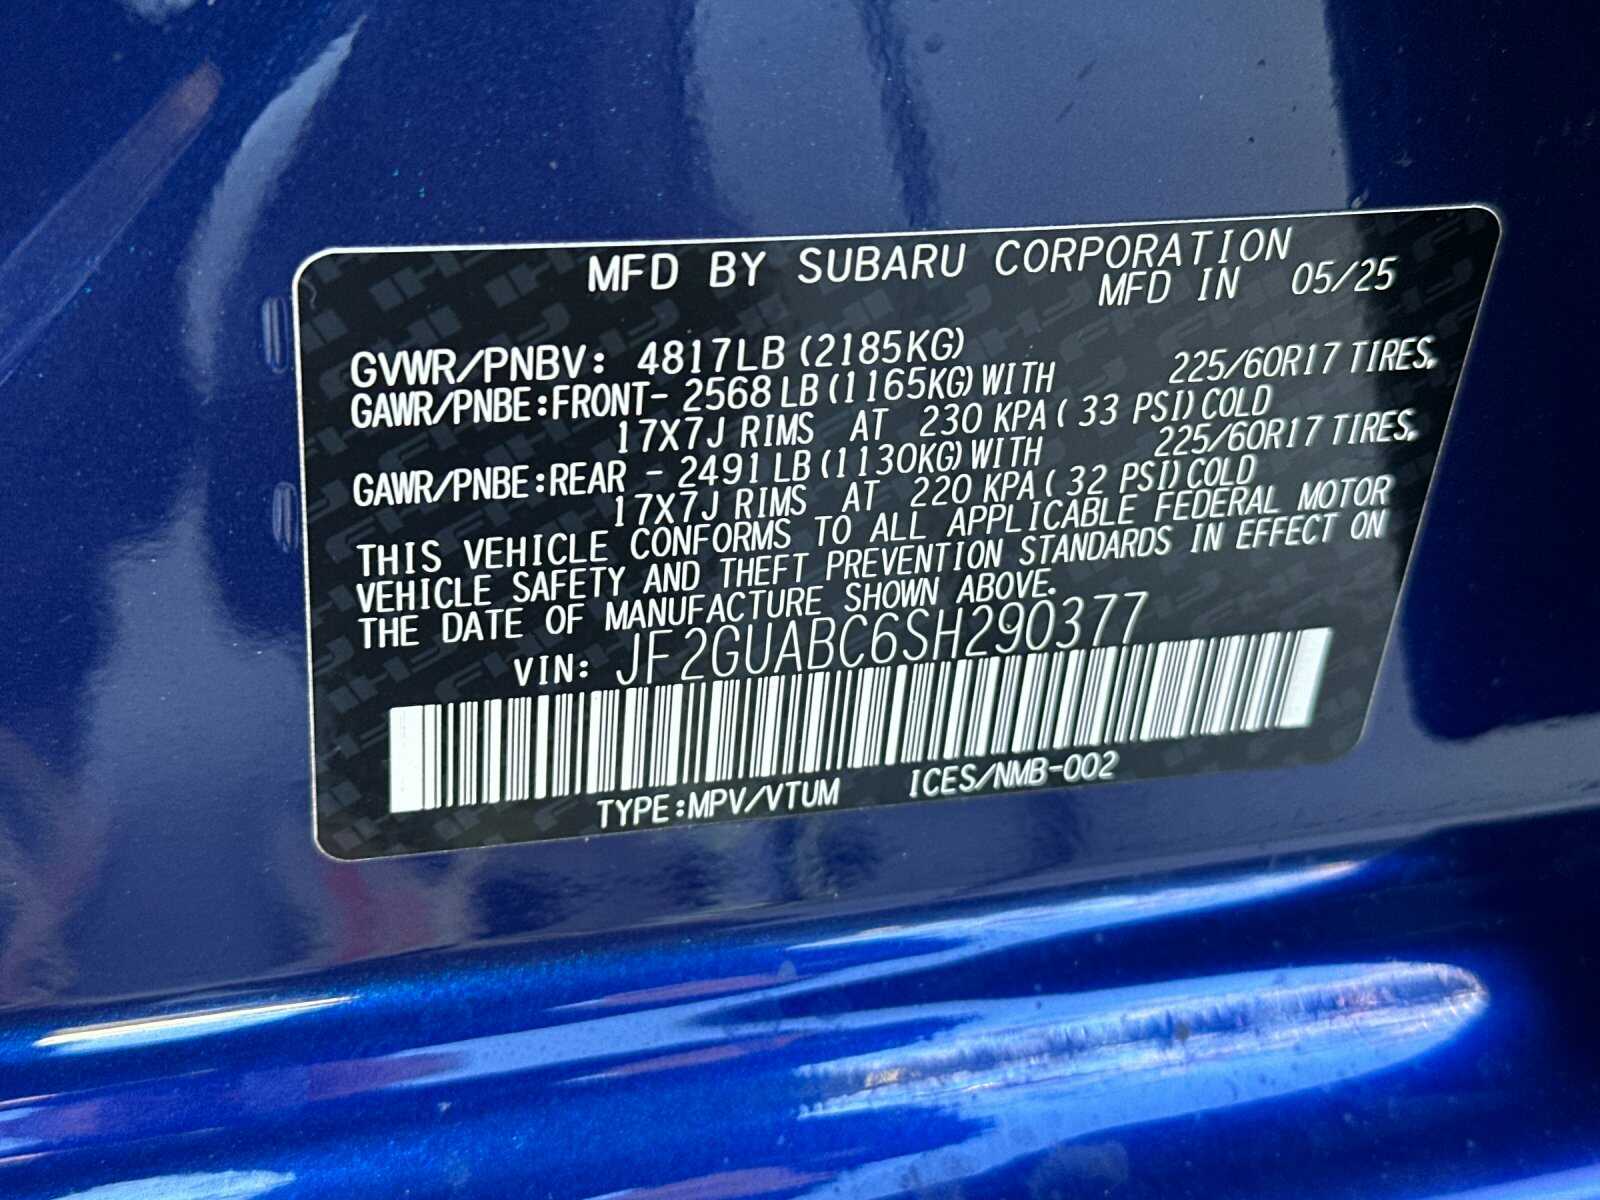 MFD BY SUBARU CORPORATION
MFD IN 05/25
GVWR/PNBV: 4817LB (2185KG)
GAWR/PNBE:FRONT- 2568 LB (1165KG) WITH 225/60R17 TIRES,
17X7J RIMS AT 230 KPA ( 33 PSI) COLD
GAWR/PNBE:REAR - 2491 LB (1130KG) WITH 225/60R17 TIRES,
17X7J RIMS AT 220 KPA ( 32 PSI) COLD
THIS VEHICLE CONFORMS TO ALL APPLICABLE FEDERAL MOTOR
VEHICLE SAFETY AND THEFT PREVENTION STANDARDS IN EFFECT ON
THE DATE OF MANUFACTURE SHOWN ABOVE.
VIN: JF2GUABC6SH290377
TYPE:MPV/VTUM ICES/NMB-002